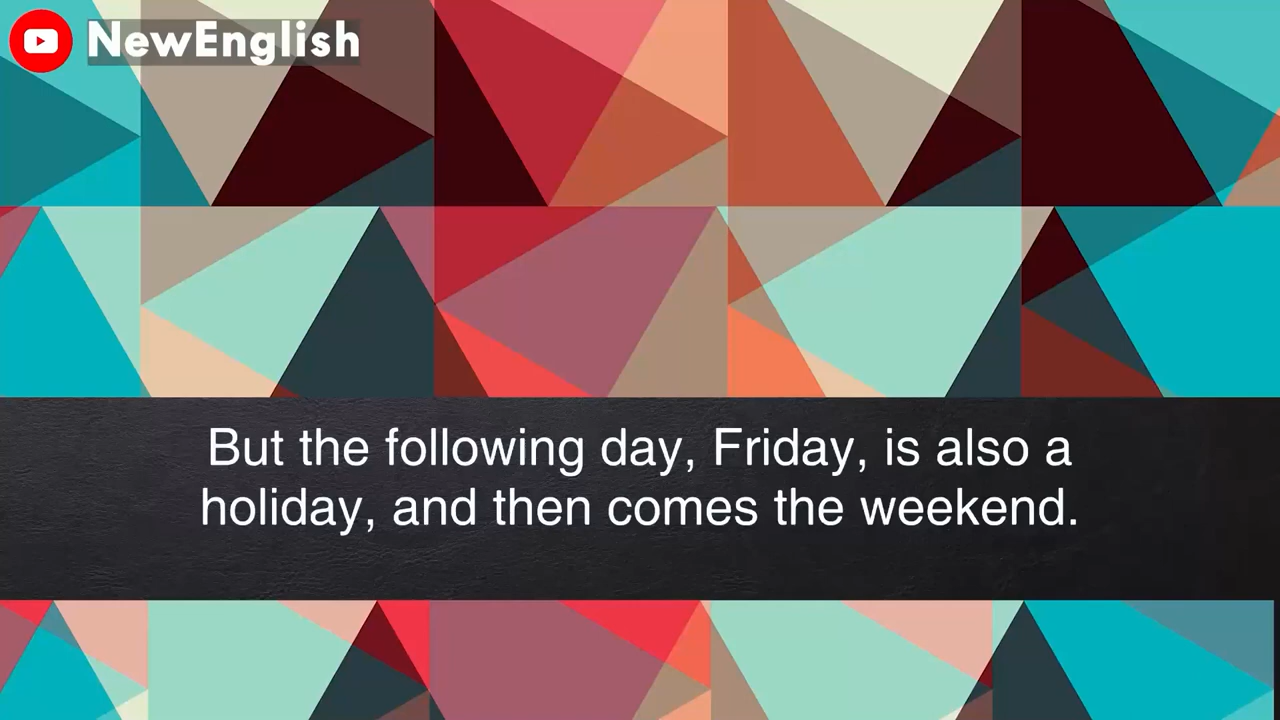 NewEnglish
But the following day, Friday, is also a
holiday, and then comes the weekend.